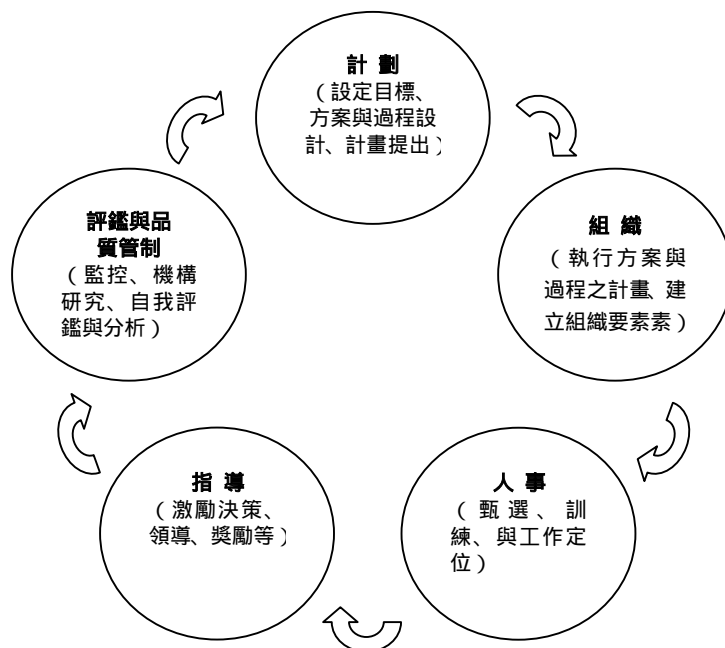 計 劃
(設定目標、
方案與過程設
計、計畫提出)
組 織
(執行方案與
過程之計畫、建
立組織要素素)
人 事
(甄選、訓
練、與工作定
位)
指 導
(激勵決策、
領導、獎勵等)
評鑑與品
質管制
(監控、機構
研究、自我評
鑑與分析)